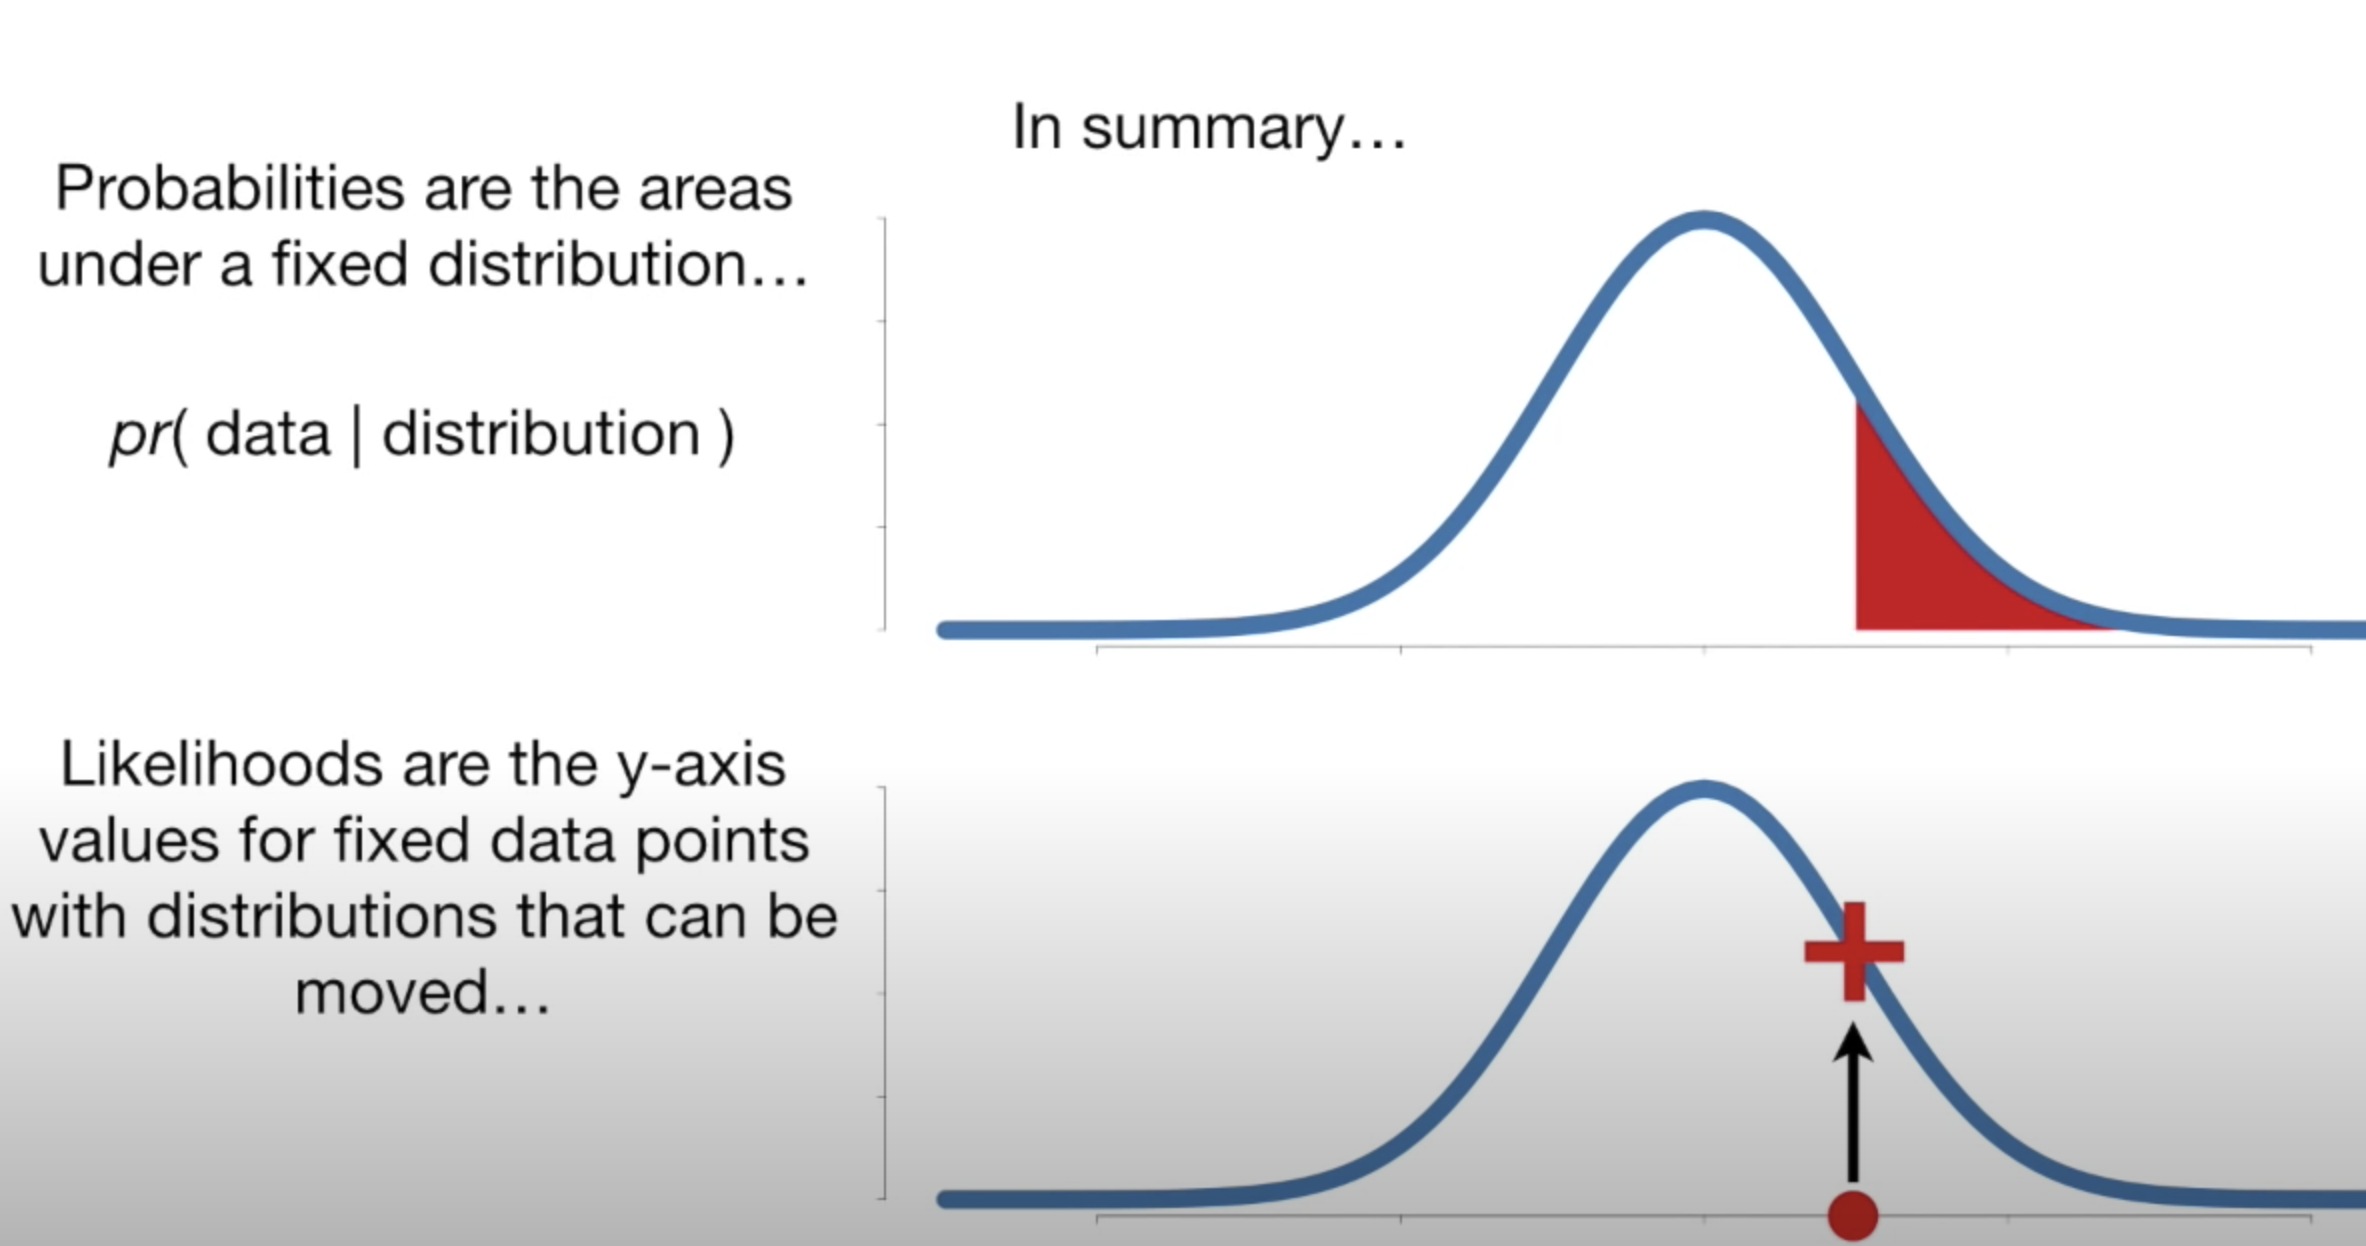 In summary…
Probabilities are the areas
under a fixed distribution…
pr( data | distribution )
Likelihoods are the y-axis
values for fixed data points
with distributions that can be
moved…